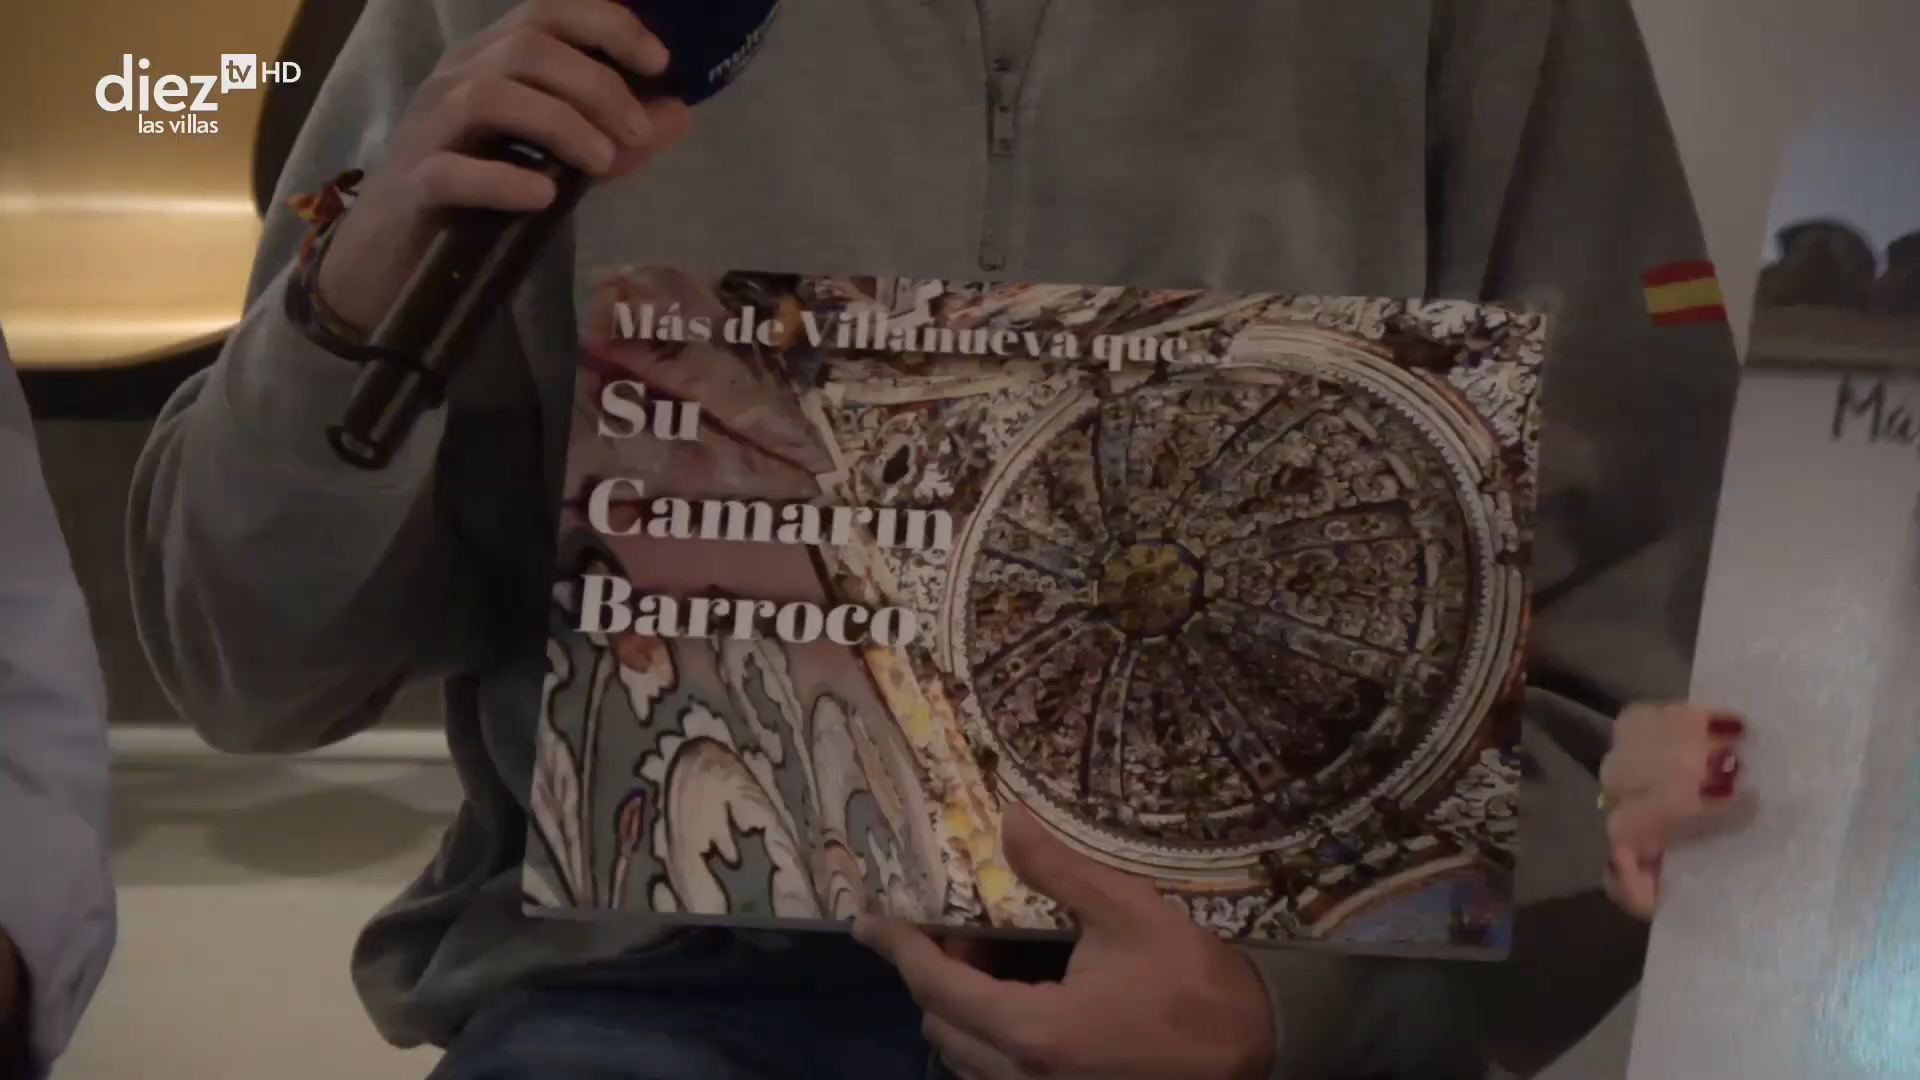 diez tv HD
las villas
Más de Villanueva que...
Su
Camarín
Barroco